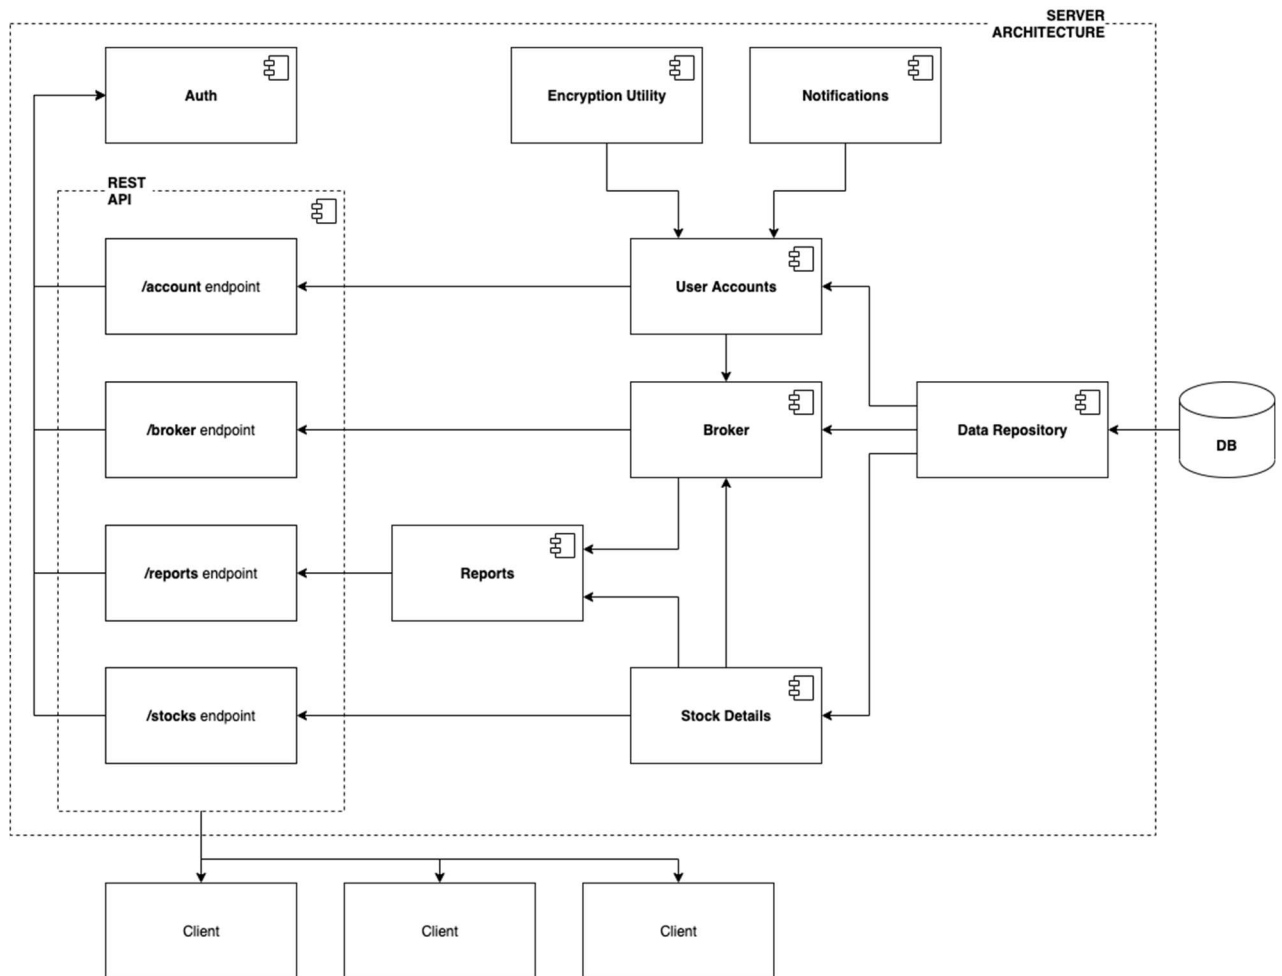 SERVER
ARCHITECTURE
Auth
Encryption Utility
Notifications
REST
API
/account endpoint
User Accounts
/broker endpoint
Broker
Data Repository
DB
/reports endpoint
Reports
/stocks endpoint
Stock Details
Client
Client
Client